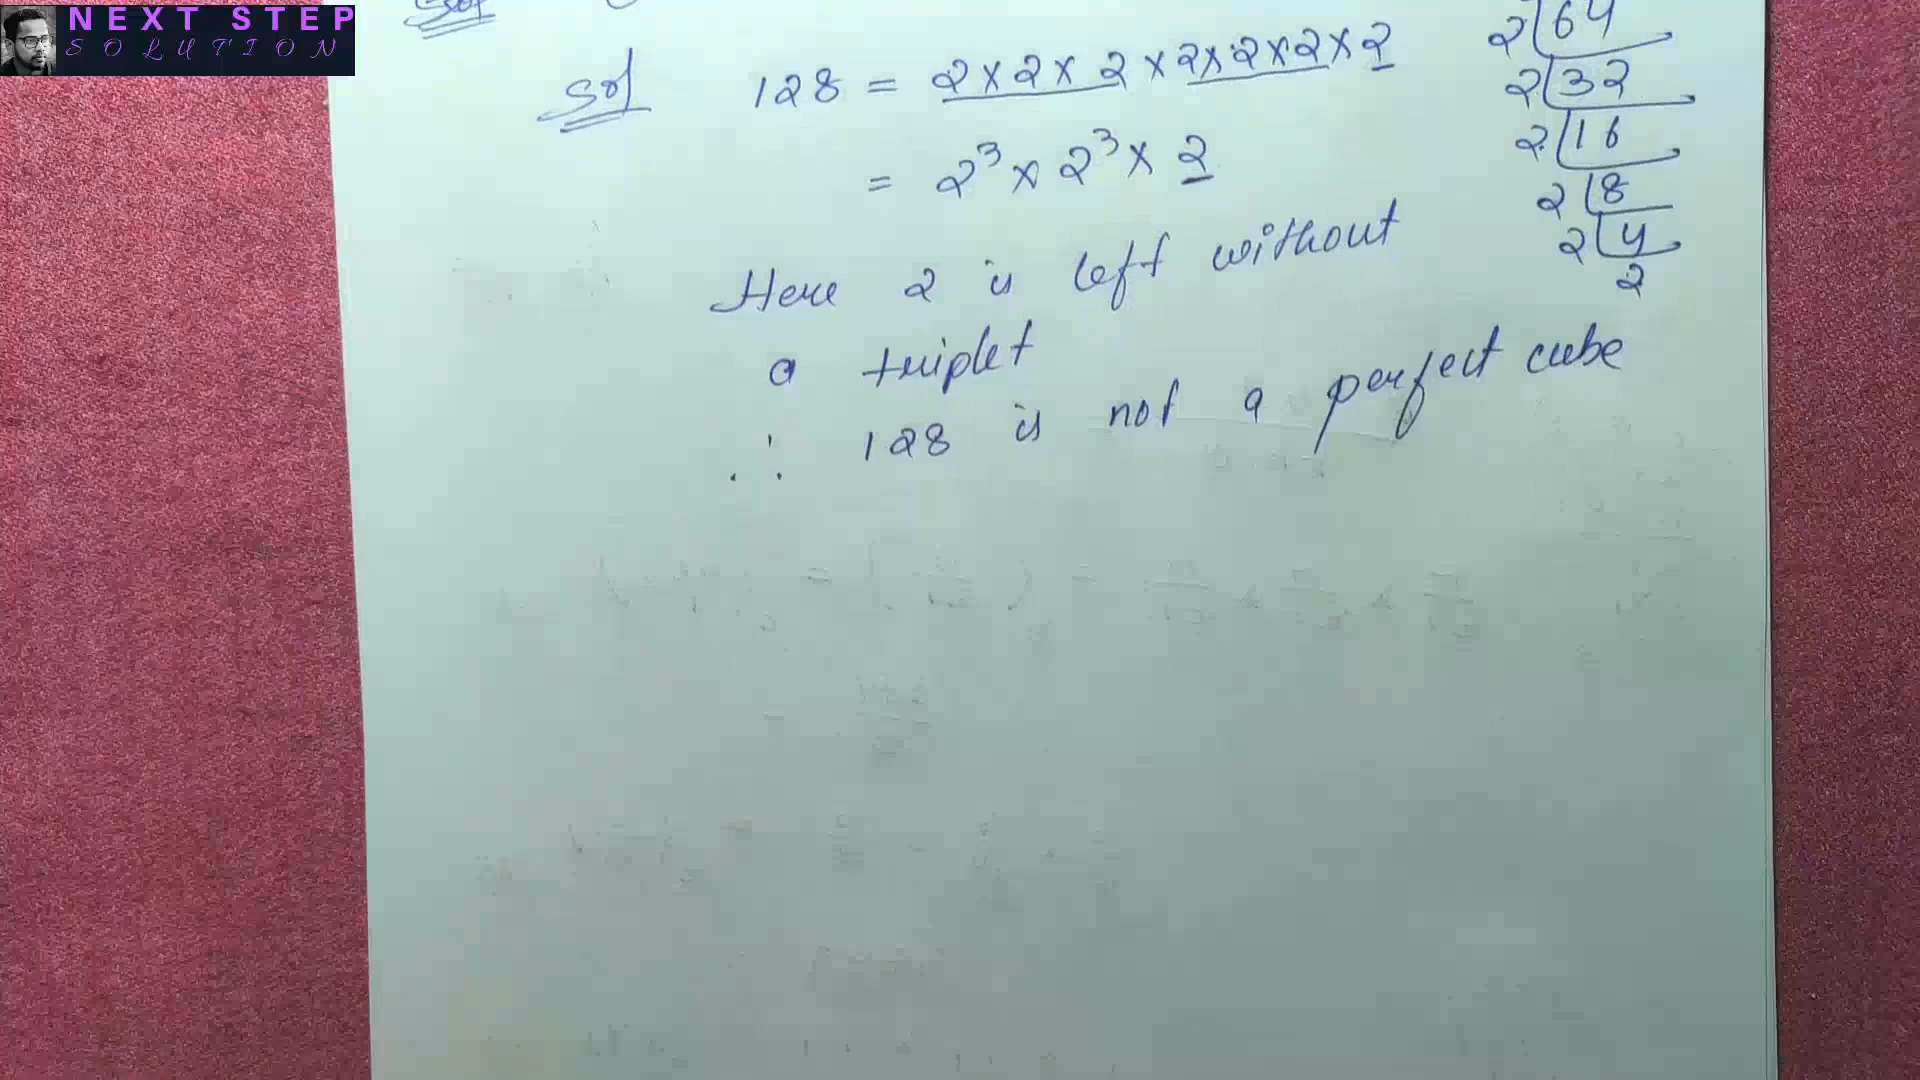 NEXT STEP
SOLUTION
Sol
Sol 128 = 2×2×2×2×2×2×2
= 2³×2³×2
Here 2 is left without
a triplet
∴ 128 is not a perfect cube
2 64
2 32
2 16
2 8
2 4
2